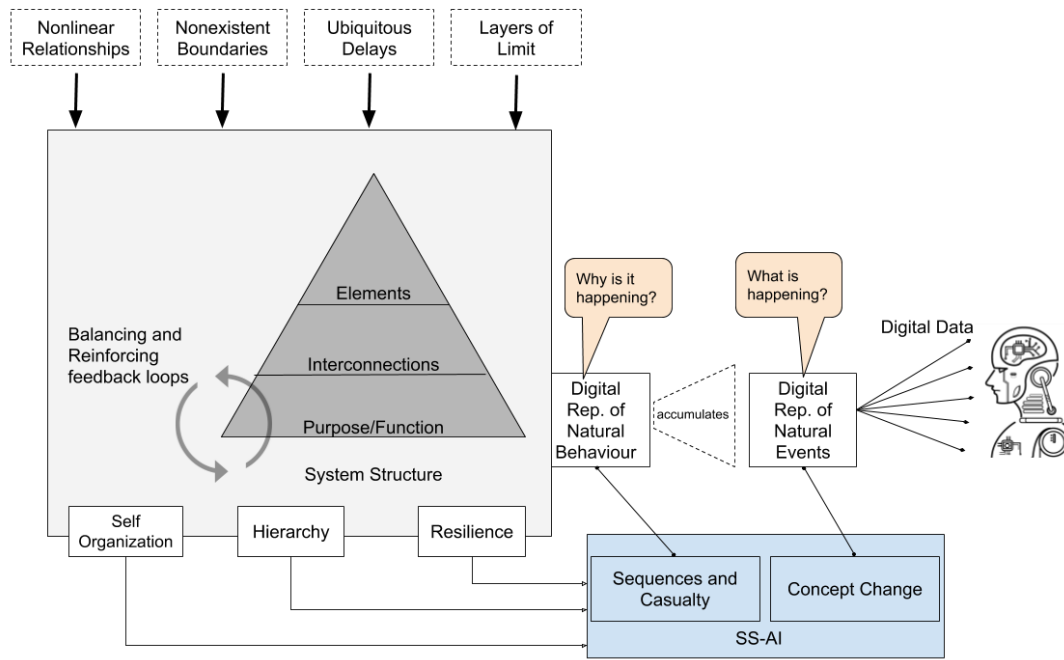 Nonlinear
Relationships
Nonexistent
Boundaries
Ubiquitous
Delays
Layers of
Limit
Elements
Interconnections
Purpose/Function
System Structure
Balancing and
Reinforcing
feedback loops
Why is it
happening?
What is
happening?
Digital Data
Digital
Rep. of
Natural
Behaviour
accumulates
Digital
Rep. of
Natural
Events
Self
Organization
Hierarchy
Resilience
Sequences and
Casualty
Concept Change
SS-AI